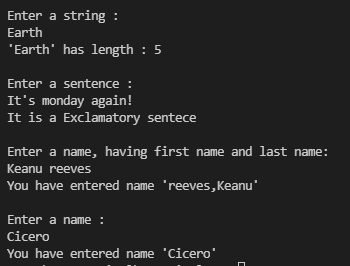 Enter a string :
Earth
'Earth' has length : 5
Enter a sentence :
It's monday again!
It is a Exclamatory sentece
Enter a name, having first name and last name:
Keanu reeves
You have entered name 'reeves,Keanu'
Enter a name :
Cicero
You have entered name 'Cicero'